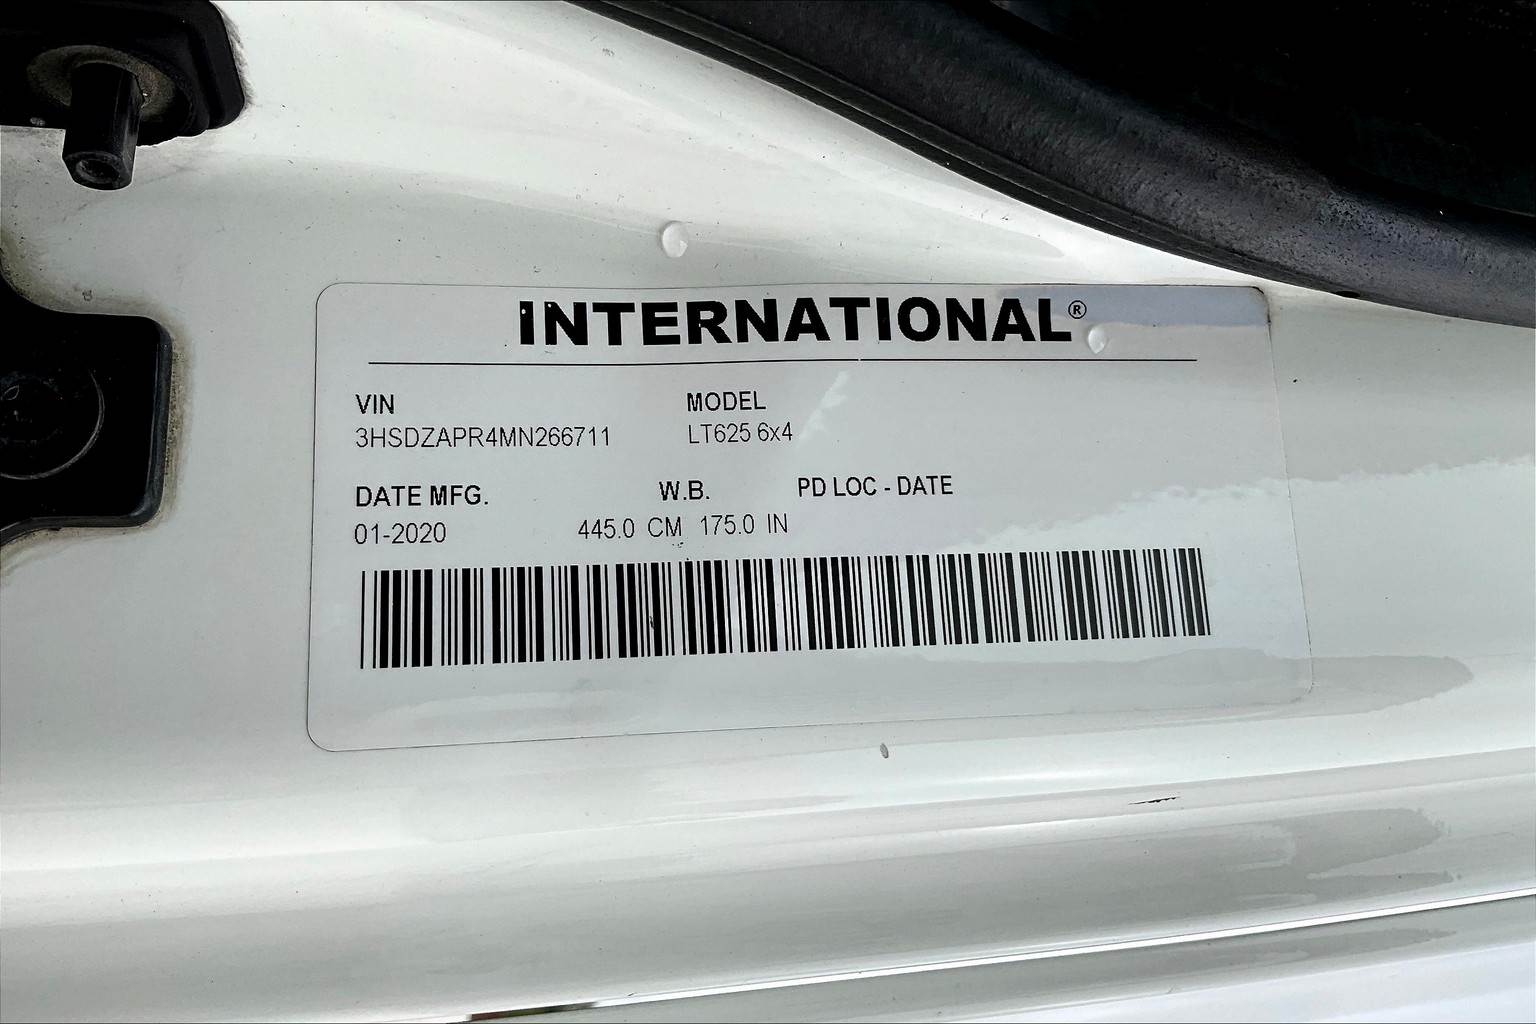 INTERNATIONAL®
VIN MODEL
3HSDZAPR4MN266711 LT625 6x4
DATE MFG. W.B. PD LOC - DATE
01-2020 445.0 CM 175.0 IN